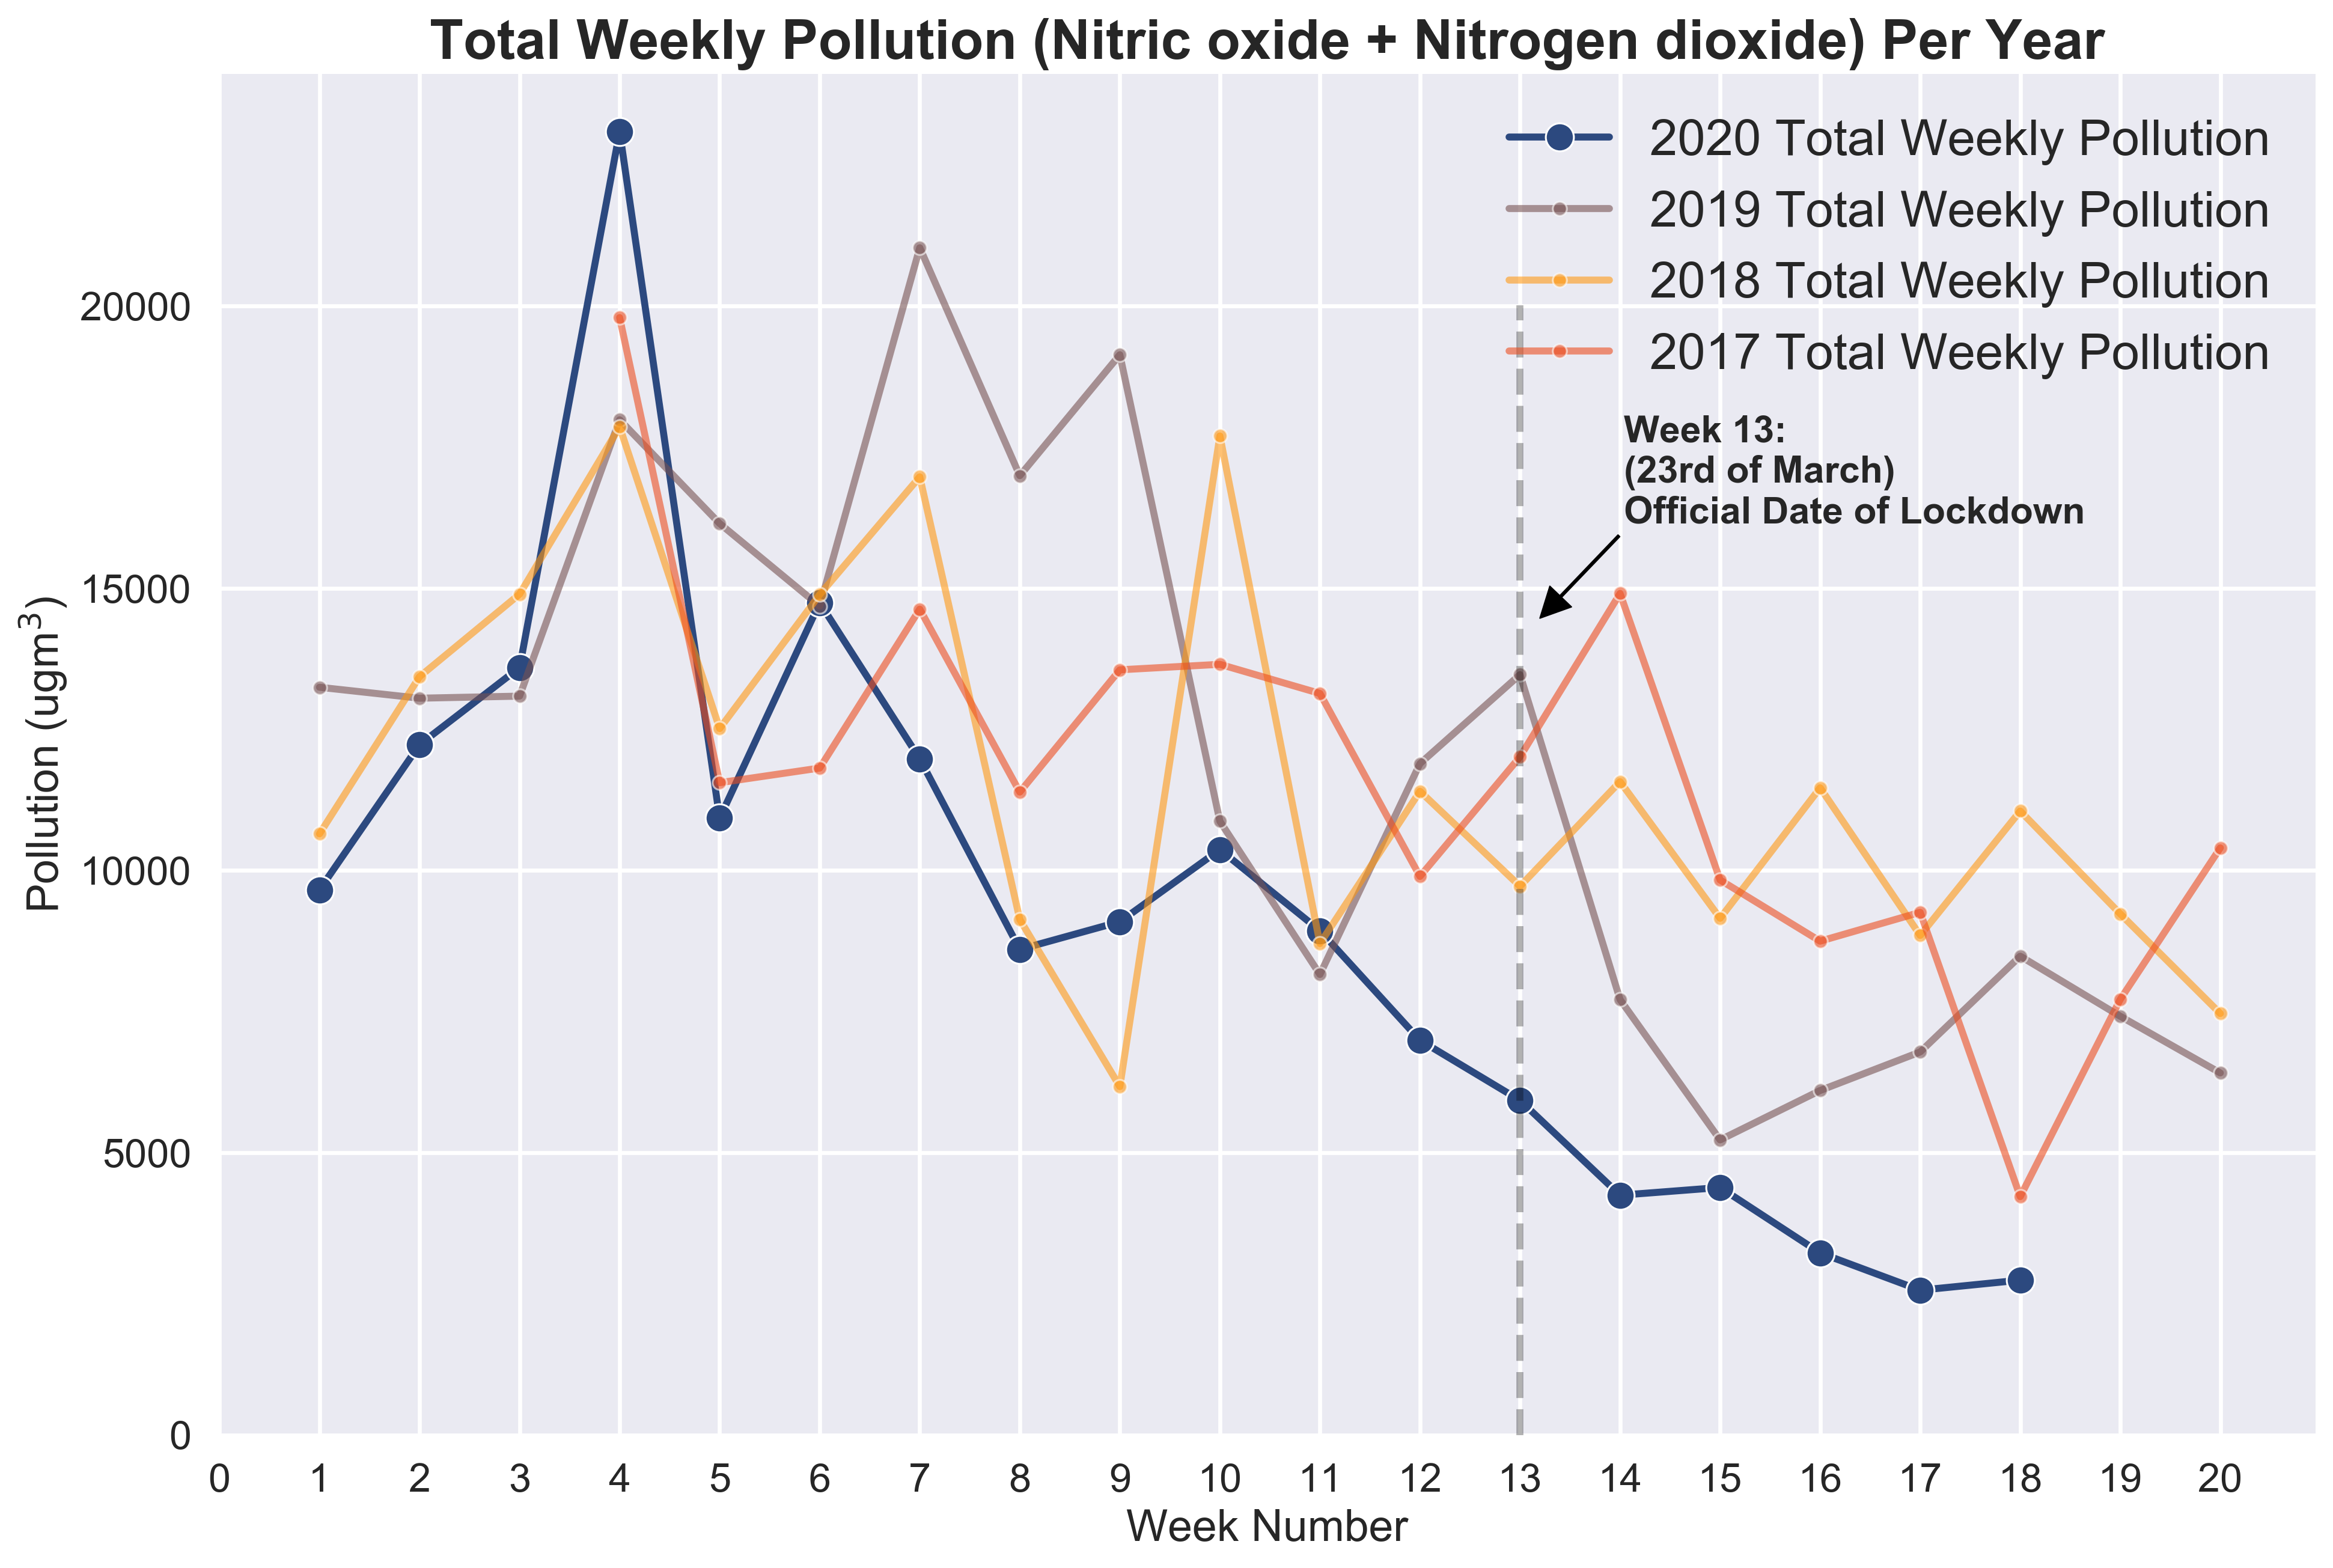 Total Weekly Pollution (Nitric oxide + Nitrogen dioxide) Per Year
2020 Total Weekly Pollution
2019 Total Weekly Pollution
2018 Total Weekly Pollution
2017 Total Weekly Pollution
Week 13:
(23rd of March)
Official Date of Lockdown
Pollution (ugm³)
20000
15000
10000
5000
0
0 1 2 3 4 5 6 7 8 9 10 11 12 13 14 15 16 17 18 19 20
Week Number